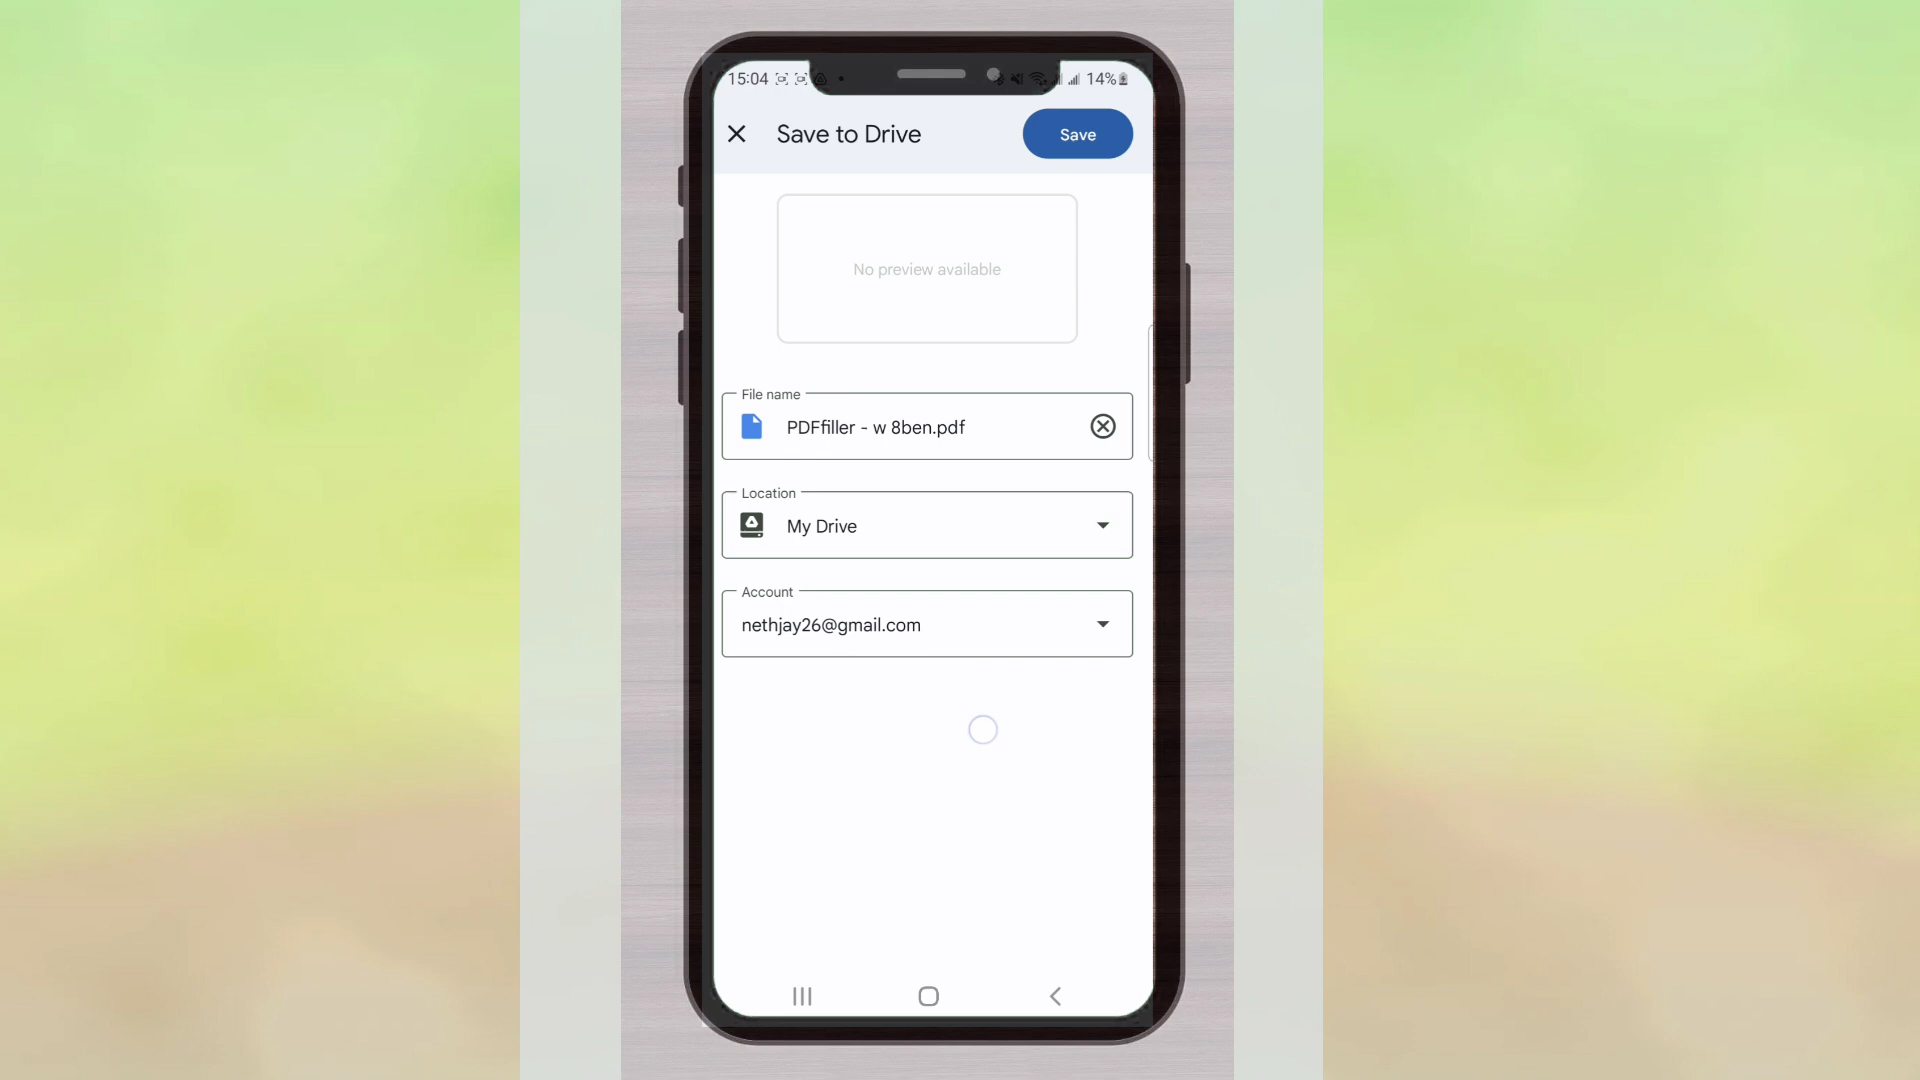 15:04
14%
Save to Drive
Save
No preview available
File name
PDFfiller - w 8ben.pdf
Location
My Drive
Account
nethjay26@gmail.com